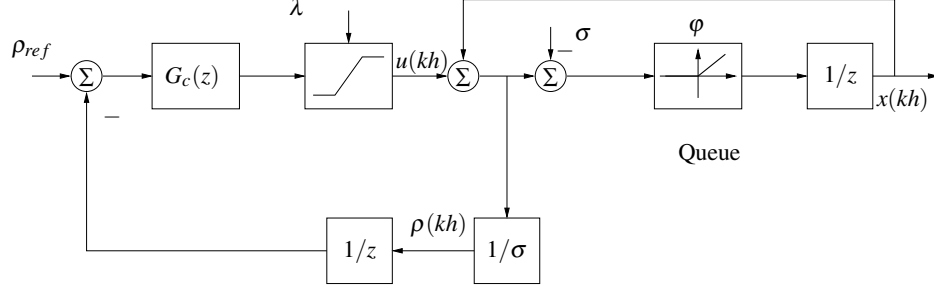 λ
ρref
Σ
−
Gc(z)
u(kh)
Σ
−σ
Σ
φ
1/z
x(kh)
Queue
ρ(kh)
1/z
1/σ